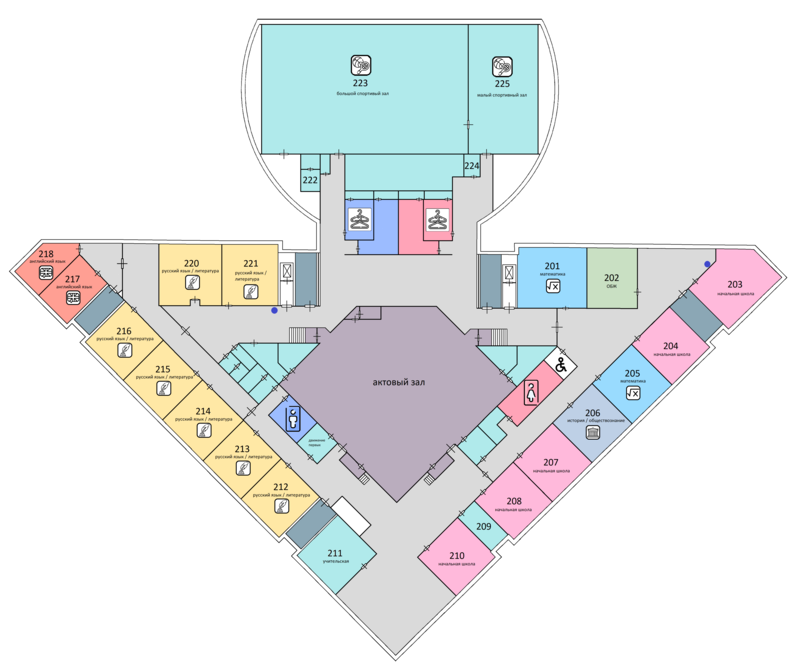 223
большой спортивый зал
225
малый спортивный зал
222
224
218
английский язык
217
английский язык
220
русский язык / литература
221
русский язык /
литература
201
математика
√x
202
ОБЖ
203
начальная школа
216
русский язык / литература
204
начальная школа
215
русский язык / литература
актовый зал
205
математика
√x
214
русский язык / литература
206
история / обществознание
213
русский язык / литература
движение
первых
207
начальная школа
212
русский язык / литература
208
начальная школа
209
211
учительская
210
начальная школа